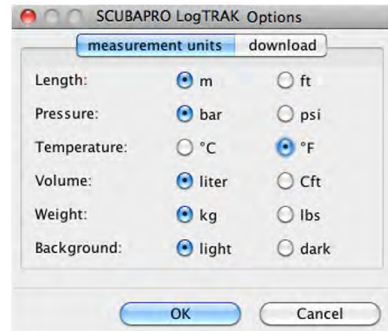 SCUBAPRO LogTRAK Options
measurement units download
Length: m ft
Pressure: bar psi
Temperature: °C °F
Volume: liter Cft
Weight: kg lbs
Background: light dark
OK Cancel